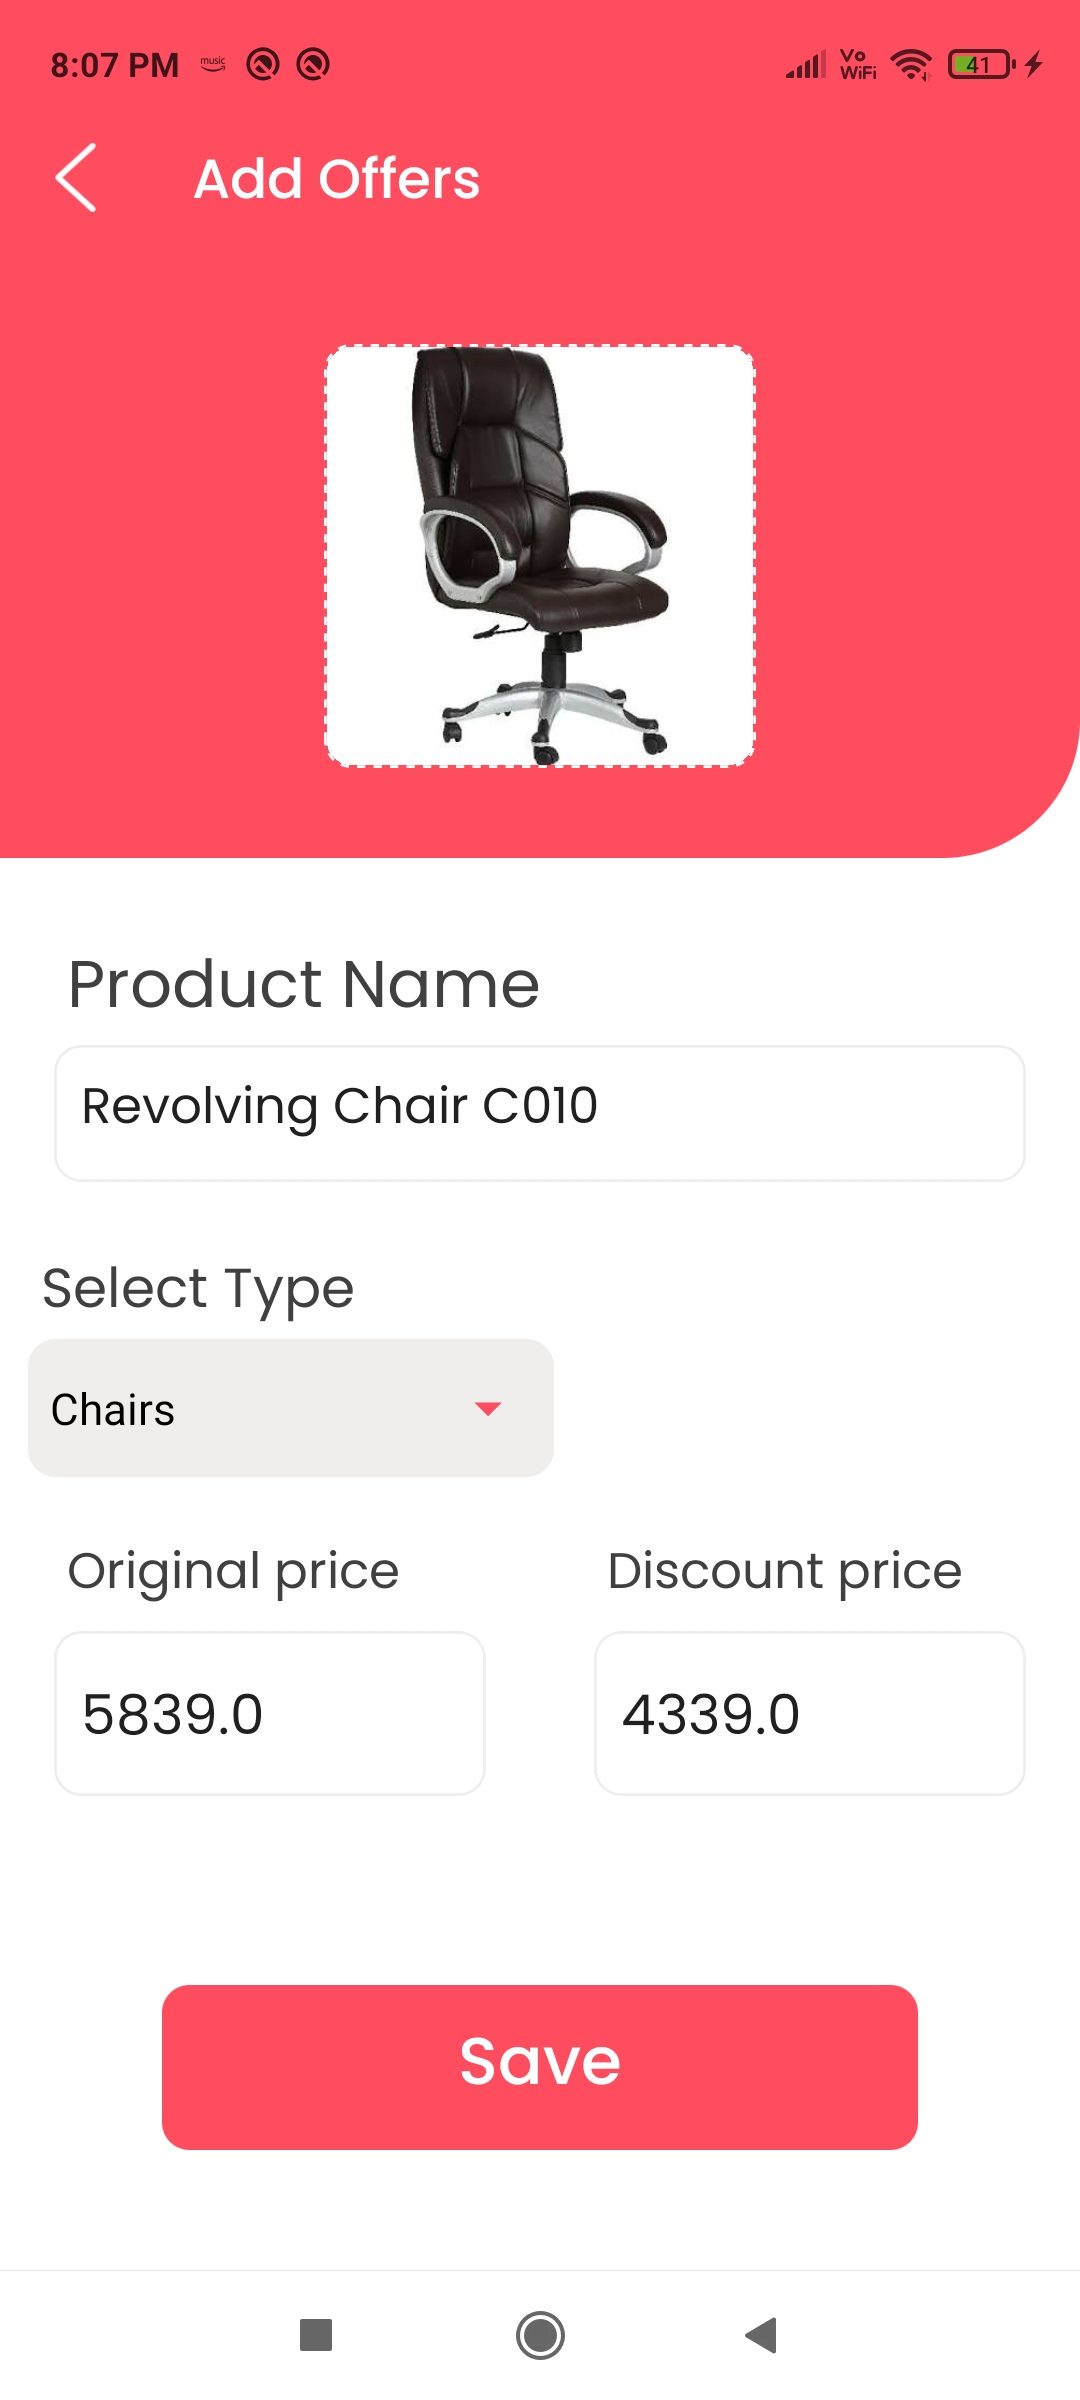 8:07 PM music Vo WiFi 41
Add Offers
Product Name
Revolving Chair C010
Select Type
Chairs
Original price Discount price
5839.0 4339.0
Save